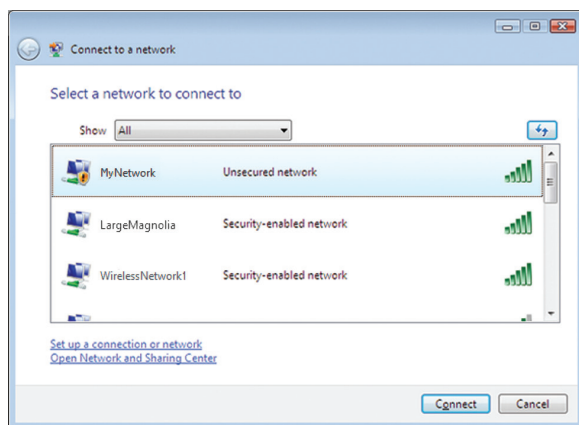 Connect to a network
Select a network to connect to
Show All
MyNetwork Unsecured network
LargeMagnolia Security-enabled network
WirelessNetwork1 Security-enabled network
Set up a connection or network
Open Network and Sharing Center
Connect Cancel